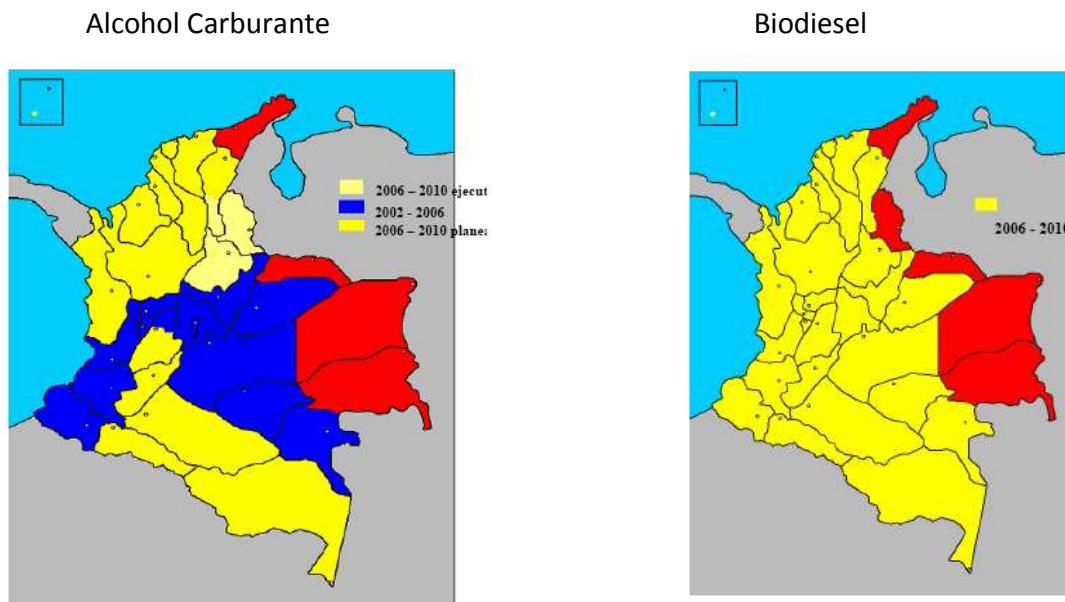 Alcohol Carburante
Biodiesel
2006 – 2010 ejecut
2002 - 2006
2006 – 2010 planea
2006 - 2010